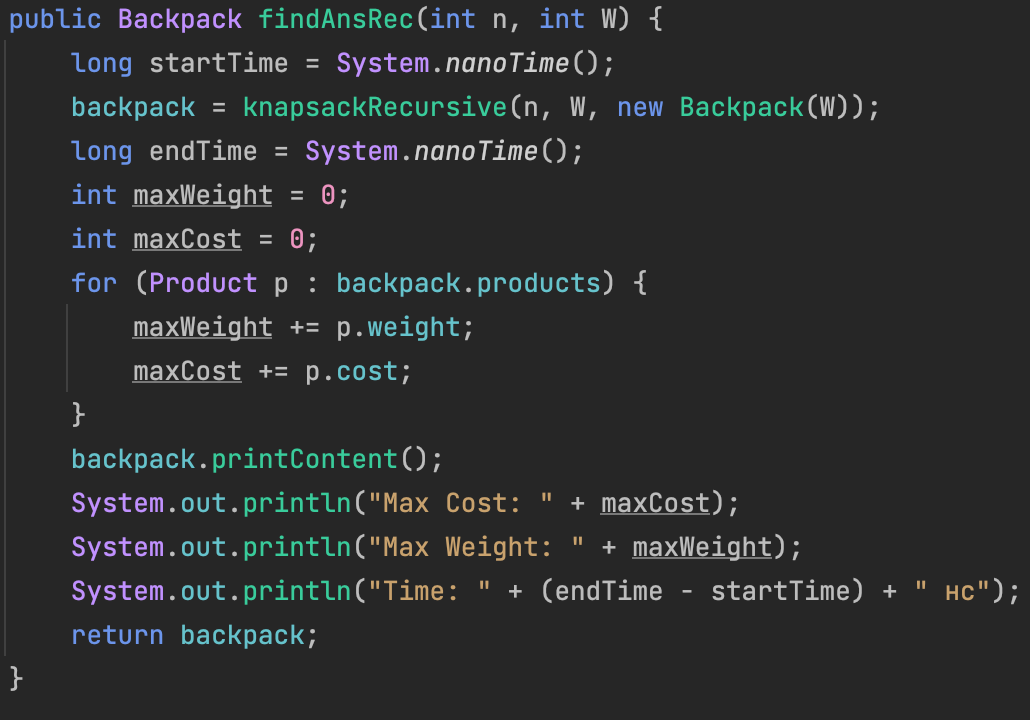 public Backpack findAnsRec(int n, int W) {
    long startTime = System.nanoTime();
    backpack = knapsackRecursive(n, W, new Backpack(W));
    long endTime = System.nanoTime();
    int maxWeight = 0;
    int maxCost = 0;
    for (Product p : backpack.products) {
        maxWeight += p.weight;
        maxCost += p.cost;
    }
    backpack.printContent();
    System.out.println("Max Cost: " + maxCost);
    System.out.println("Max Weight: " + maxWeight);
    System.out.println("Time: " + (endTime - startTime) + " нс");
    return backpack;
}